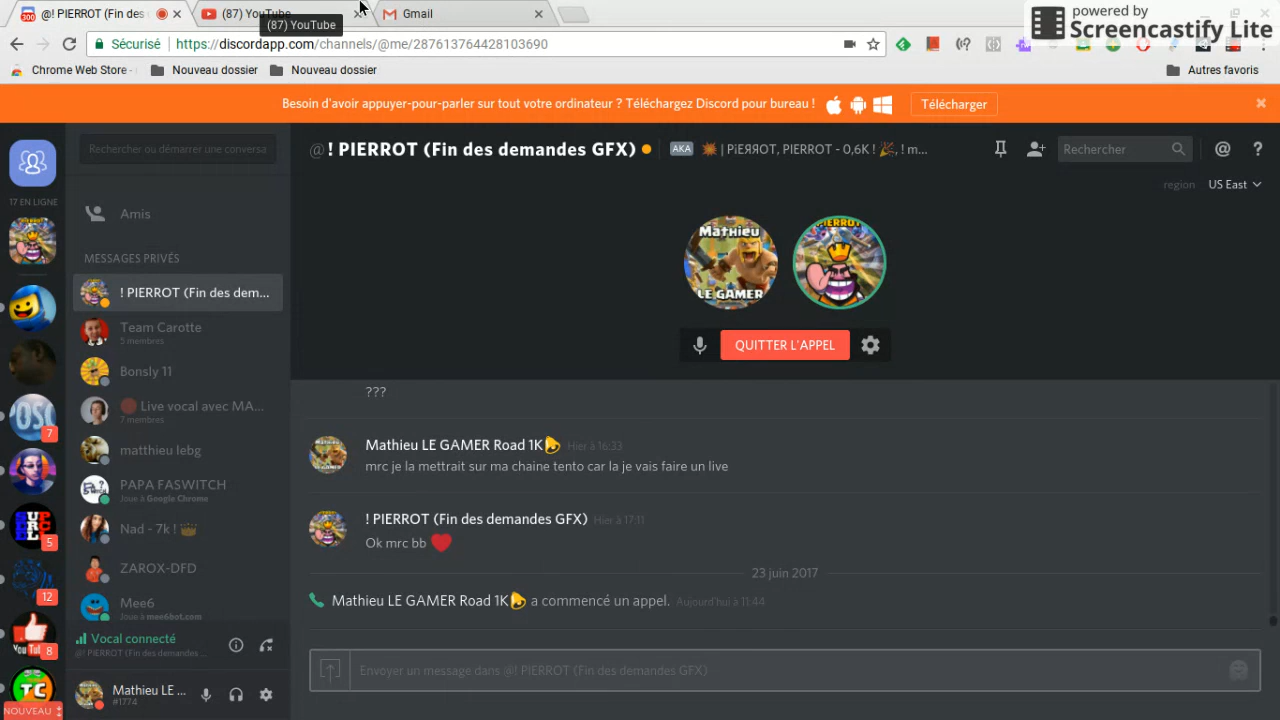 @! PIERROT (Fin des
(87) YouTube
Gmail
(87) YouTube
powered by
Screencastify Lite
Sécurisé
https://discordapp.com/channels/@me/287613764428103690
Chrome Web Store -
Nouveau dossier
Nouveau dossier
Autres favoris
Besoin d'avoir appuyer-pour-parler sur tout votre ordinateur ? Téléchargez Discord pour bureau !
Télécharger
Rechercher ou démarrer une conversa
@! PIERROT (Fin des demandes GFX)
AKA
💥 | PiEЯЯOT, PIERROT - 0,6K ! 🎉, ! m...
Rechercher
region
US East
17 EN LIGNE
Amis
MESSAGES PRIVÉS
! PIERROT (Fin des dem...
Team Carotte
5 membres
Bonsly 11
🔴 Live vocal avec MA...
7 membres
matthieu lebg
PAPA FASWITCH
Joue à Google Chrome
Nad - 7k ! 👑
ZAROX-DFD
Mee6
Joue à mee6bot.com
MATHIEU
LE GAMER
PIERROT
QUITTER L'APPEL
???
Mathieu LE GAMER Road 1K Hier à 16:33
mrc je la mettrait sur ma chaine tento car la je vais faire un live
! PIERROT (Fin des demandes GFX) Hier à 17:11
Ok mrc bb ❤
23 juin 2017
Mathieu LE GAMER Road 1K a commencé un appel. Aujourd'hui à 11:44
Envoyer un message dans @! PIERROT (Fin des demandes GFX)
Vocal connecté
@! PIERROT (Fin des demandes ...
Mathieu LE ...
#1774
7
5
12
8
TC
NOUVEAU